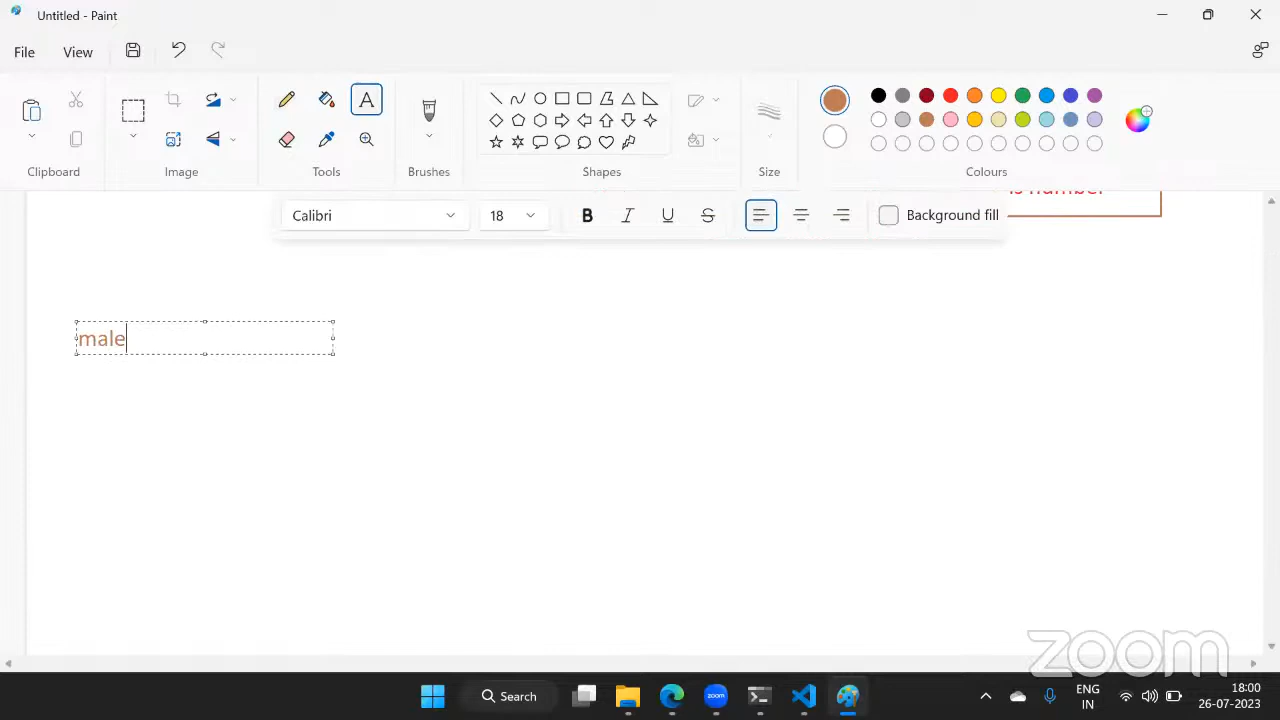 Untitled - Paint
File
View
Clipboard
Image
Tools
Brushes
Shapes
Size
Colours
is number
Calibri
18
B
I
U
S
Background fill
male
zoom
Search
zoom
ENG
IN
18:00
26-07-2023